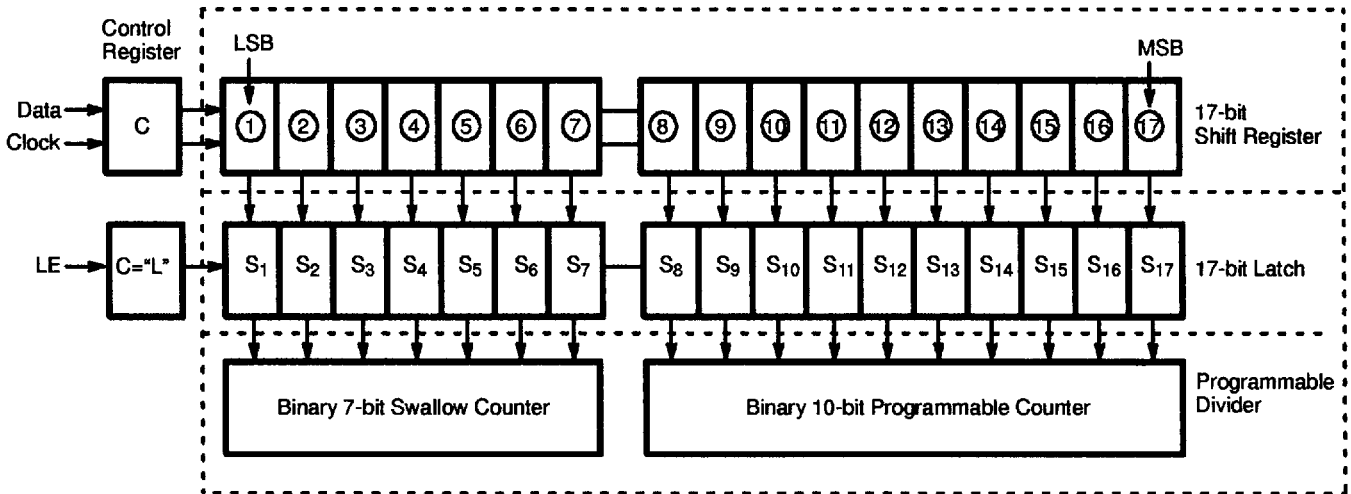 Control
Register
LSB
MSB
Data
Clock
C
① ② ③ ④ ⑤ ⑥ ⑦ ⑧ ⑨ ⑩ ⑪ ⑫ ⑬ ⑭ ⑮ ⑯ ⑰
17-bit
Shift Register
LE
C="L"
S₁ S₂ S₃ S₄ S₅ S₆ S₇ S₈ S₉ S₁₀ S₁₁ S₁₂ S₁₃ S₁₄ S₁₅ S₁₆ S₁₇
17-bit Latch
Binary 7-bit Swallow Counter
Binary 10-bit Programmable Counter
Programmable
Divider